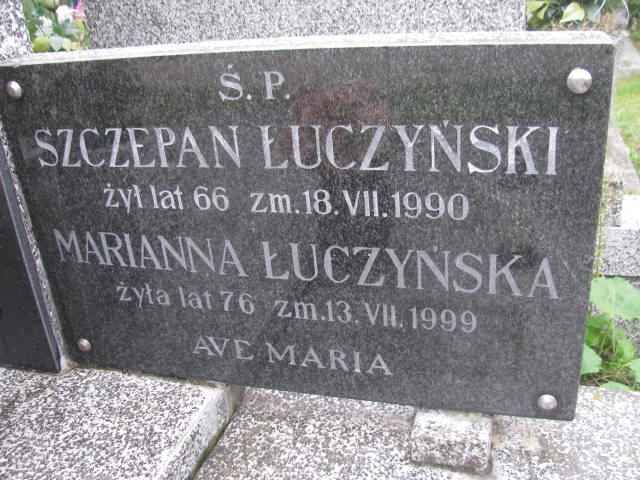 Ś. P.
SZCZEPAN ŁUCZYŃSKI
żył lat 66 zm. 18. VII. 1990
MARIANNA ŁUCZYŃSKA
żyła lat 76 zm. 13. VII. 1999
AVE MARIA